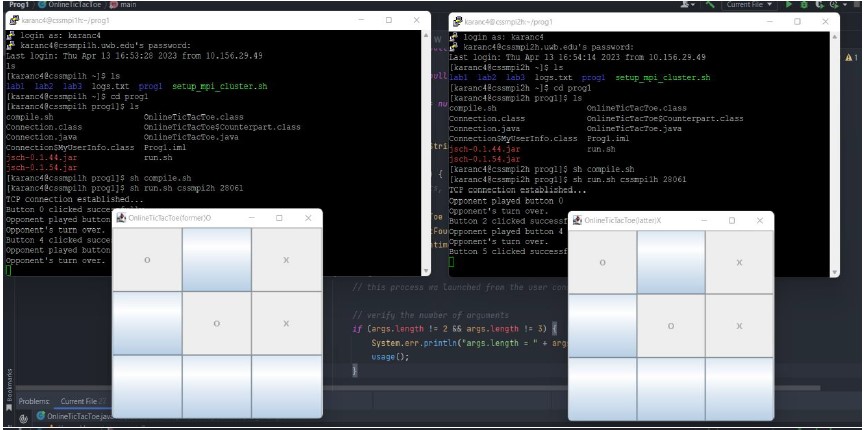 Prog1 OnlineTicTacToe main
Current File
karanc4@cssmpi1h:~/prog1
login as: karanc4
karanc4@cssmpi1h.uwb.edu's password:
Last login: Thu Apr 13 16:53:28 2023 from 10.156.29.49
ls
[karanc4@cssmpi1h ~]$ ls
lab1 lab2 lab3 logs.txt prog1 setup_mpi_cluster.sh
[karanc4@cssmpi1h ~]$ cd prog1
[karanc4@cssmpi1h prog1]$ ls
compile.sh OnlineTicTacToe.class
Connection.class OnlineTicTacToe$Counterpart.class
Connection.java OnlineTicTacToe.java
Connection$MyUserInfo.class Prog1.iml
jsch-0.1.44.jar run.sh
jsch-0.1.54.jar
[karanc4@cssmpi1h prog1]$ sh compile.sh
[karanc4@cssmpi1h prog1]$ sh run.sh cssmpi2h 28061
TCP connection established...
Button 0 clicked successfully
Opponent played button
Opponent's turn over.
Button 4 clicked succe
Opponent played button
Opponent's turn over.
OnlineTicTacToe(former)O
O X
O X
karanc4@cssmpi2h:~/prog1
login as: karanc4
karanc4@cssmpi2h.uwb.edu's password:
Last login: Thu Apr 13 16:54:14 2023 from 10.156.29.49
[karanc4@cssmpi2h ~]$ ls
lab1 lab2 lab3 logs.txt prog1 setup_mpi_cluster.sh
[karanc4@cssmpi2h ~]$ cd prog1
[karanc4@cssmpi2h prog1]$ ls
compile.sh OnlineTicTacToe.class
Connection.class OnlineTicTacToe$Counterpart.class
Connection.java OnlineTicTacToe.java
Connection$MyUserInfo.class Prog1.iml
jsch-0.1.44.jar run.sh
jsch-0.1.54.jar
[karanc4@cssmpi2h prog1]$ sh compile.sh
[karanc4@cssmpi2h prog1]$ sh run.sh cssmpi1h 28061
TCP connection established...
Opponent played button 0
Opponent's turn over.
Button 2 clicked successf
Opponent played button 4
Opponent's turn over.
Button 5 clicked successf
OnlineTicTacToe(latter)X
O X
O X
1
// this process wa launched from the user con
// verify the number of arguments
if (args.length != 2 && args.length != 3) {
System.err.println("args.length = " + arg
usage();
}
Bookmarks
Problems: Current File
OnlineTicTacToe.java